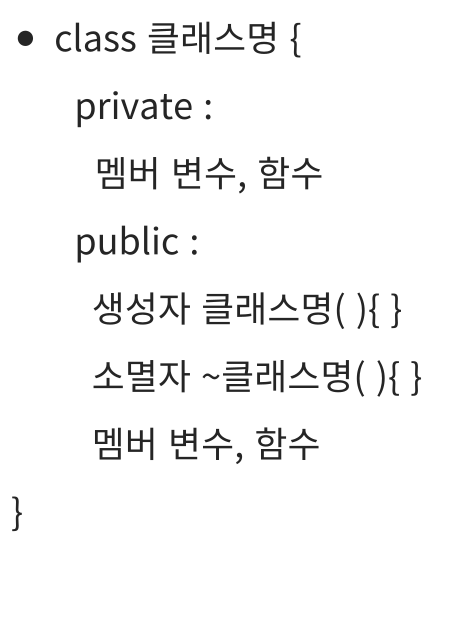 • class 클래스명 {
private :
멤버 변수, 함수
public :
생성자 클래스명( ){ }
소멸자 ~클래스명( ){ }
멤버 변수, 함수
}